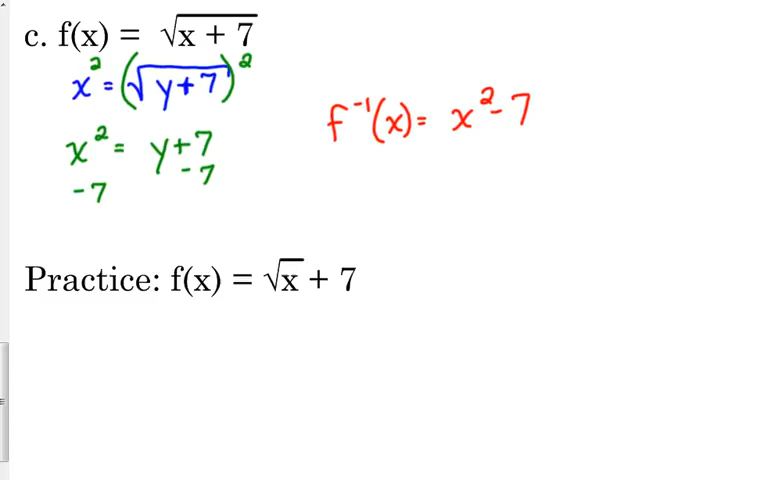 c. f(x) = √x + 7
x² = (√y + 7)²
x² = y + 7
- 7 - 7
f⁻¹(x) = x² - 7
Practice: f(x) = √x + 7